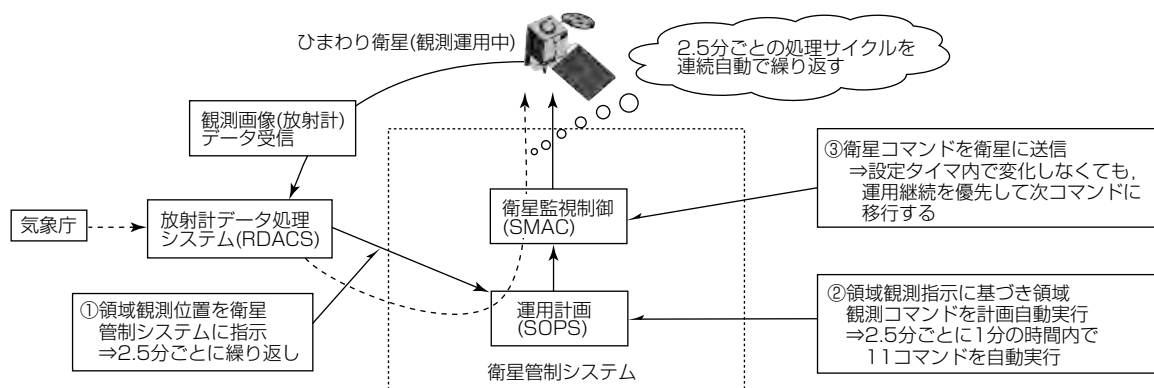 ひまわり衛星(観測運用中)
2.5分ごとの処理サイクルを
連続自動で繰り返す
観測画像(放射計)
データ受信
③衛星コマンドを衛星に送信
⇒設定タイマ内で変化しなくても,
運用継続を優先して次コマンドに
移行する
気象庁
放射計データ処理
システム(RDACS)
衛星監視制御
(SMAC)
①領域観測位置を衛星
管制システムに指示
⇒2.5分ごとに繰り返し
運用計画
(SOPS)
②領域観測指示に基づき領域
観測コマンドを計画自動実行
⇒2.5分ごとに1分の時間内で
11コマンドを自動実行
衛星管制システム